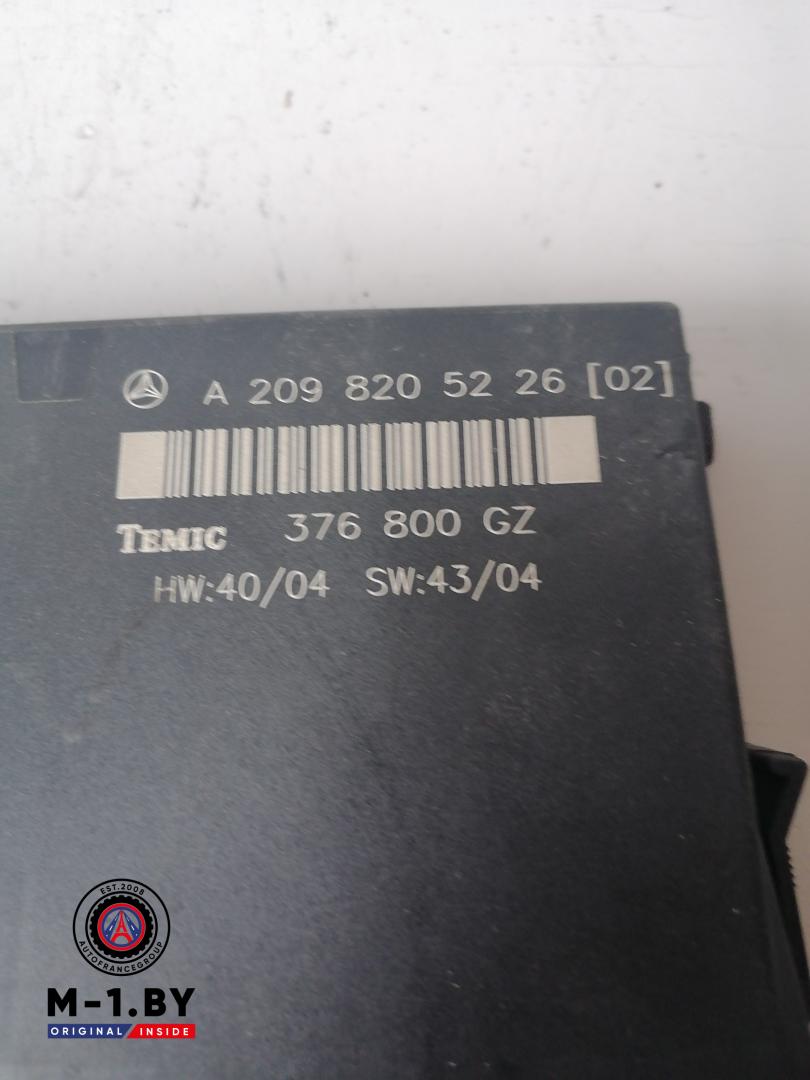 A 209 820 52 26 [02]
TEMIC 376 800 GZ
HW:40/04 SW:43/04
EST.2008
AUTOFRANCEGROUP
M-1.BY
ORIGINAL INSIDE